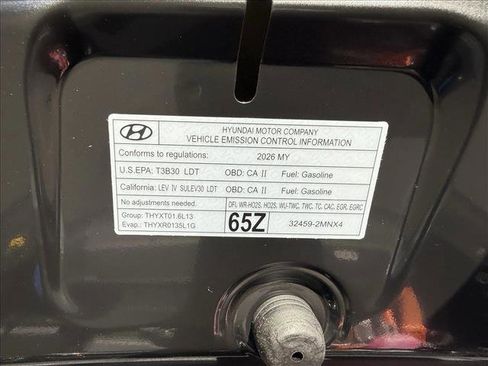 HYUNDAI MOTOR COMPANY
VEHICLE EMISSION CONTROL INFORMATION
Conforms to regulations: 2026 MY
U.S.EPA: T3B30 LDT OBD: CA II Fuel: Gasoline
California: LEV IV SULEV30 LDT OBD: CA II Fuel: Gasoline
No adjustments needed. DFI, WR-HO2S, HO2S, WU-TWC, TWC, TC, CAC, EGR, EGRC
Group: THYXT01.6L13
Evap.: THYXR0135L1G
65Z
32459-2MNX4